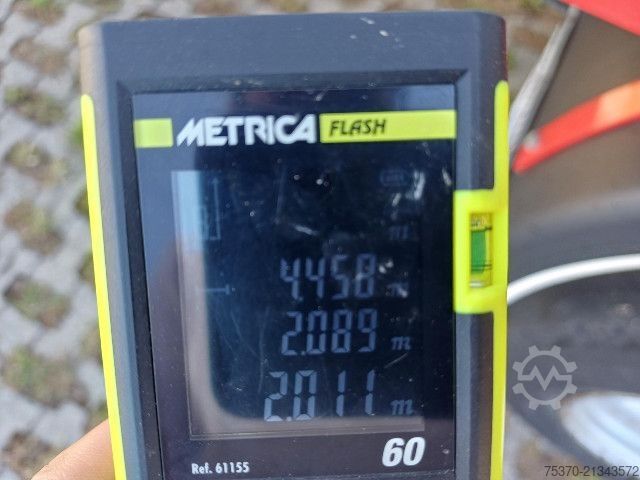 METRICA FLASH
m
4.458 m
2.089 m
2.011 m
Ref. 61155 60
75370-21343572